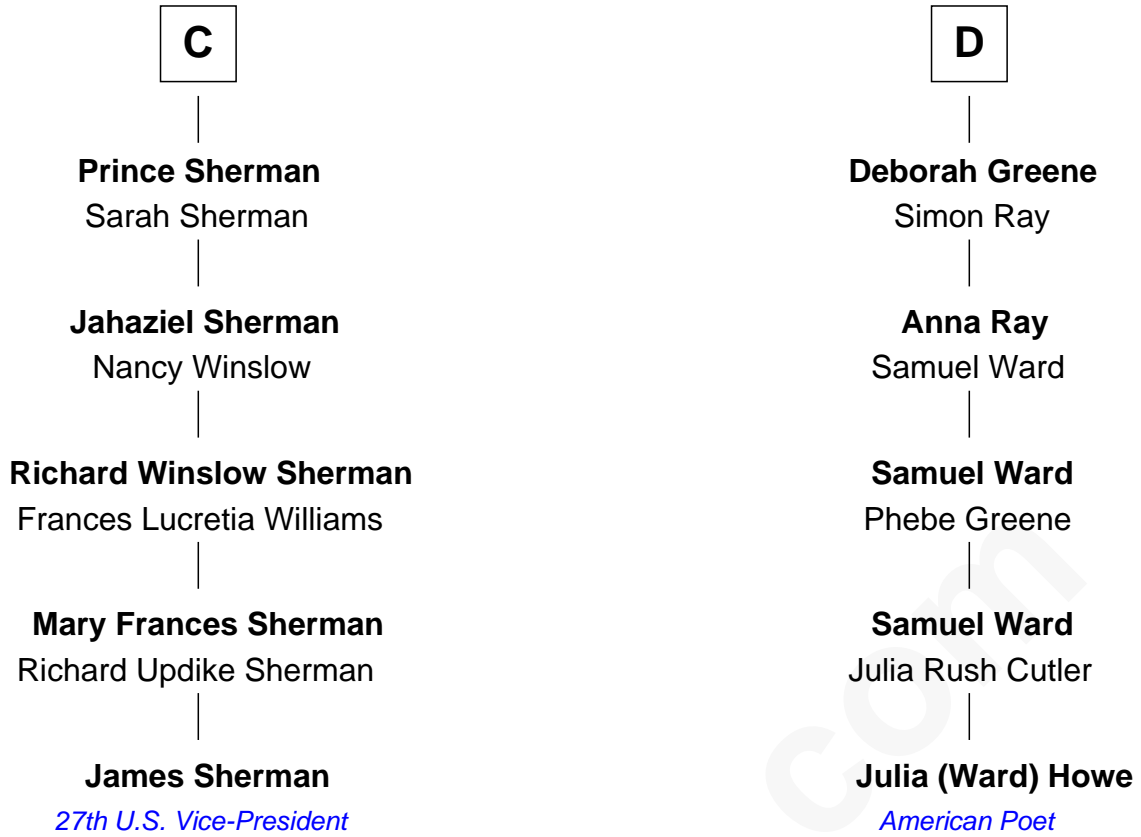 C
Prince Sherman
Sarah Sherman
Jahaziel Sherman
Nancy Winslow
Richard Winslow Sherman
Frances Lucretia Williams
Mary Frances Sherman
Richard Updike Sherman
James Sherman
27th U.S. Vice-President
D
Deborah Greene
Simon Ray
Anna Ray
Samuel Ward
Samuel Ward
Phebe Greene
Samuel Ward
Julia Rush Cutler
Julia (Ward) Howe
American Poet
com